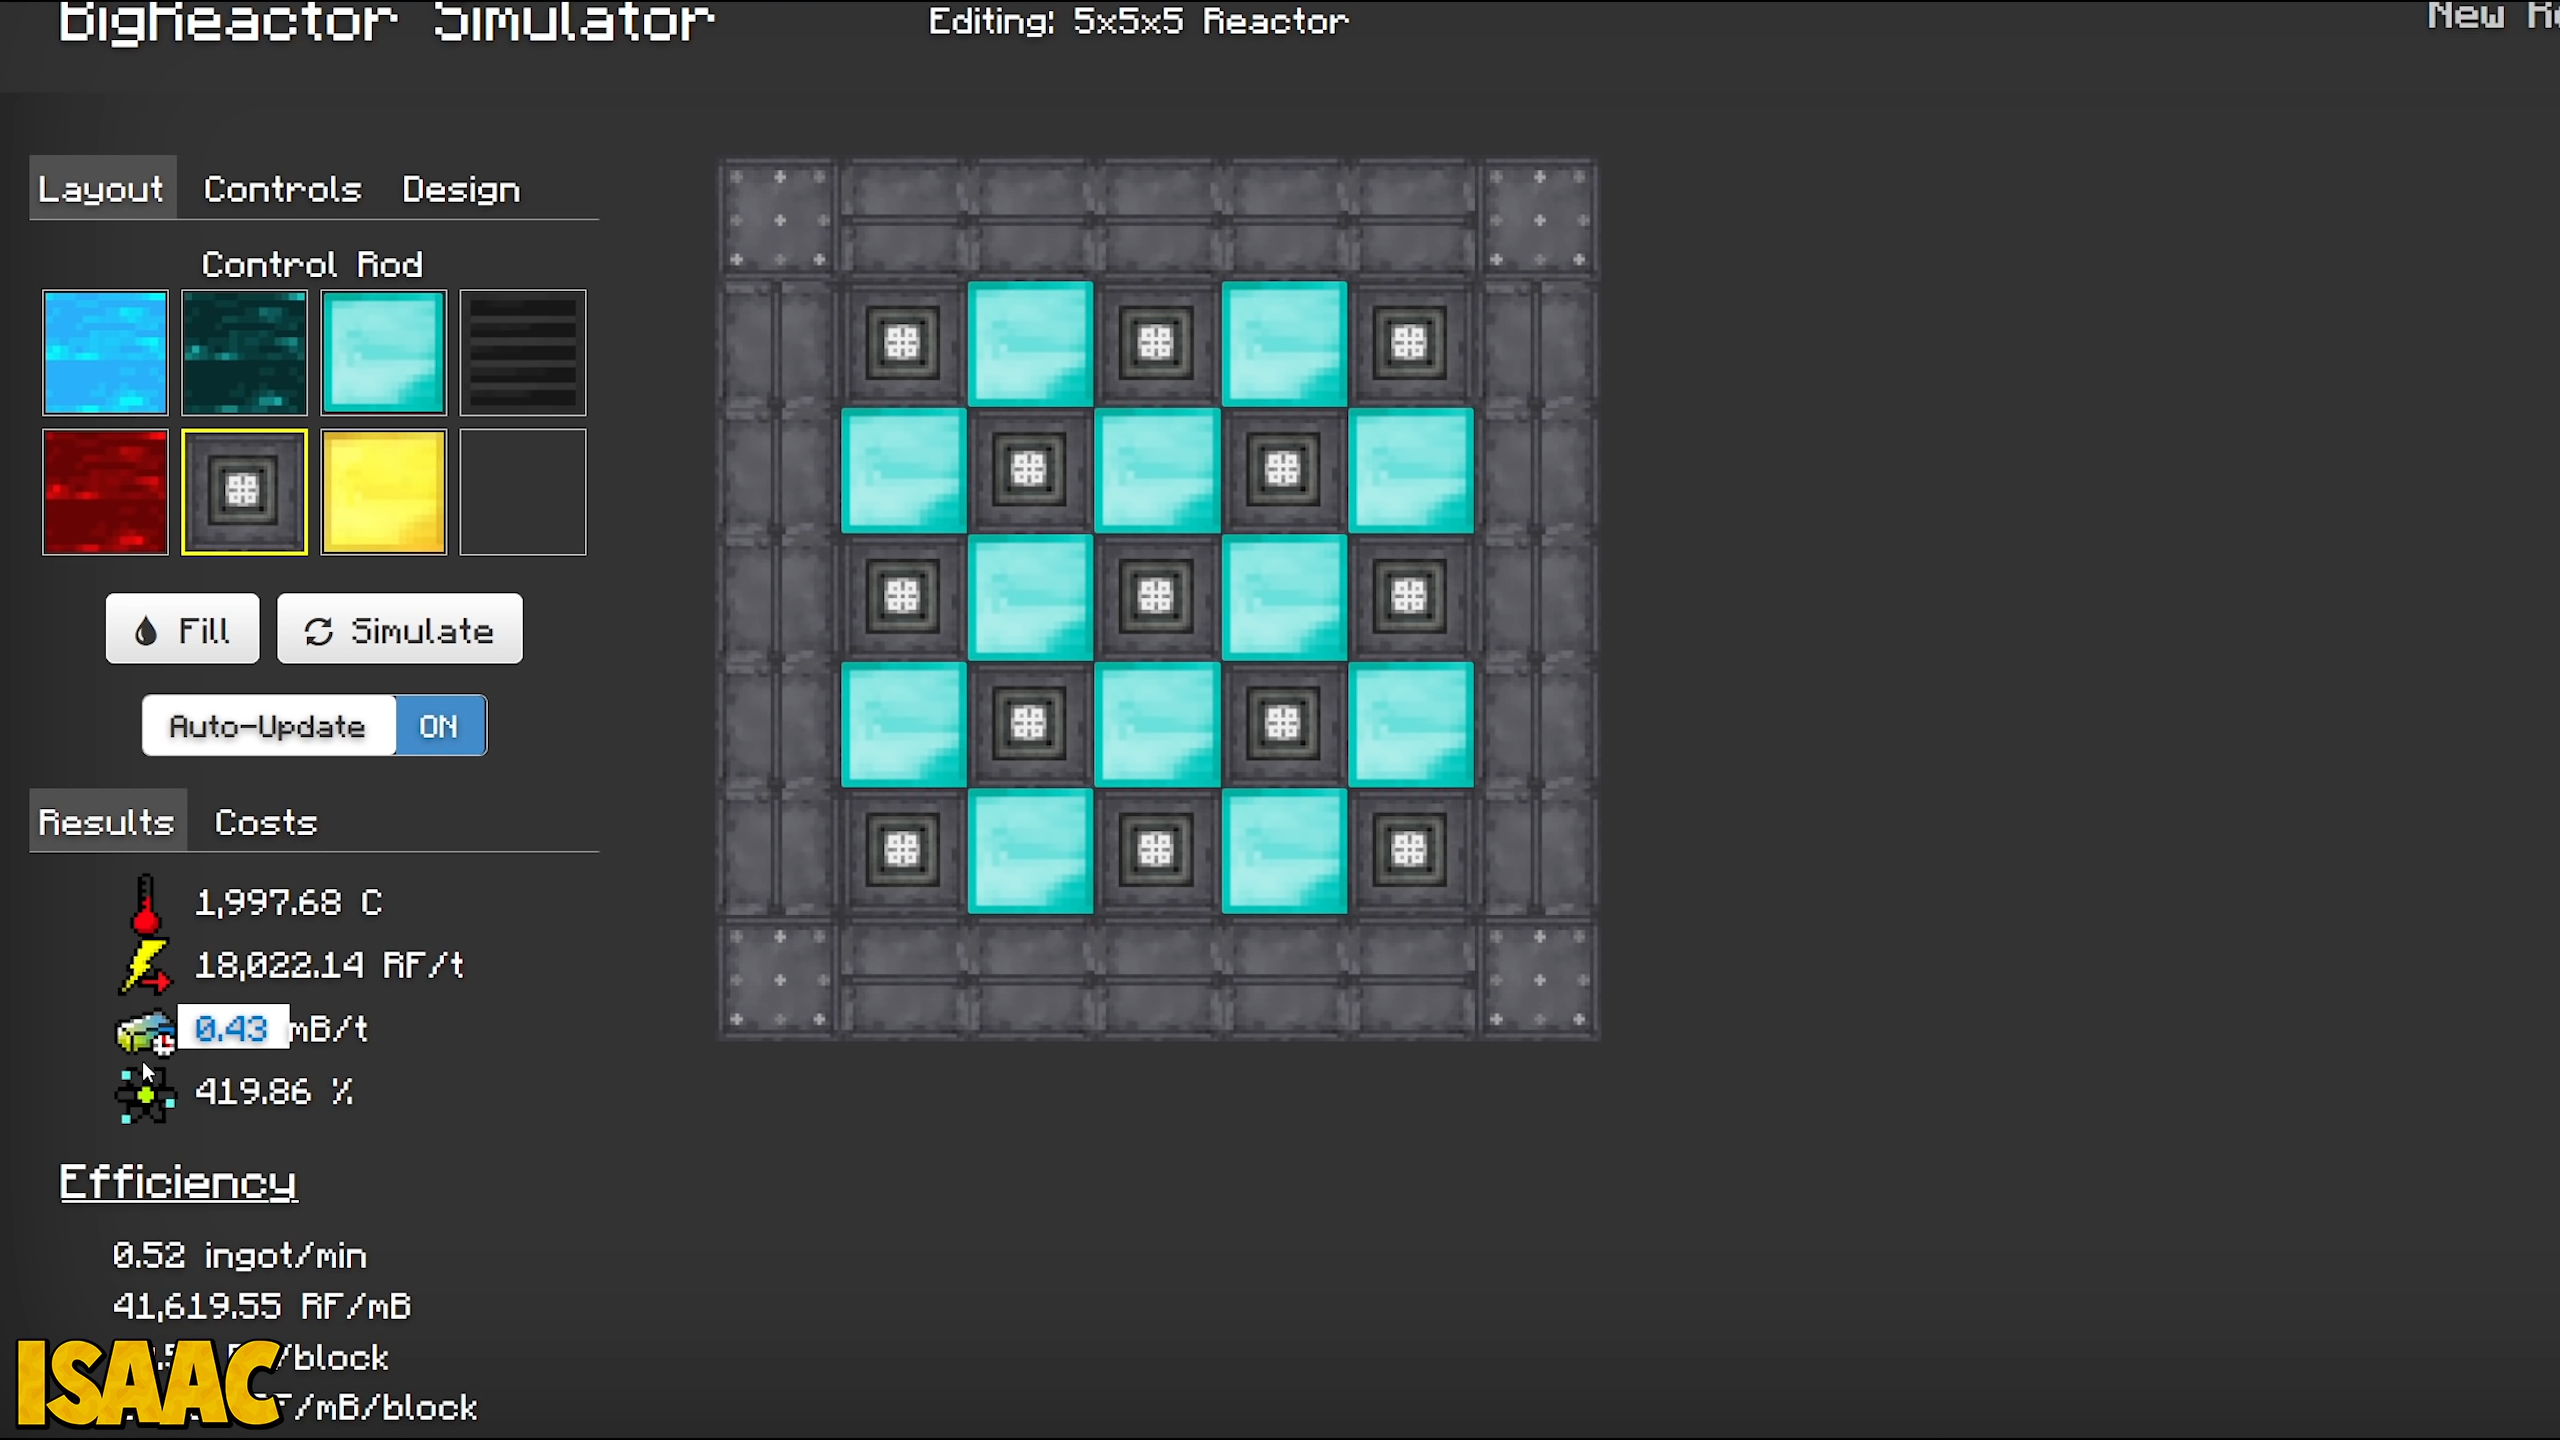 BigReactor Simulator
Editing: 5x5x5 Reactor
New
Layout Controls Design
Control Rod
Fill
Simulate
Auto-Update ON
Results Costs
1,997.68 C
18,022.14 RF/t
0.43 mB/t
419.86 %
Efficiency
0.52 ingot/min
41,619.55 RF/mB
/block
/mB/block
ISAAC